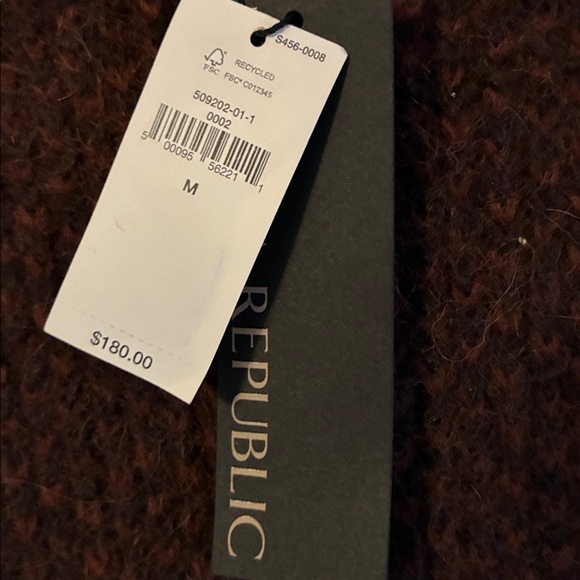 S456-0008
FSC
RECYCLED
FSC® C012345
509202-01-1
0002
5 00095 56221 1
M
$180.00
REPUBLIC